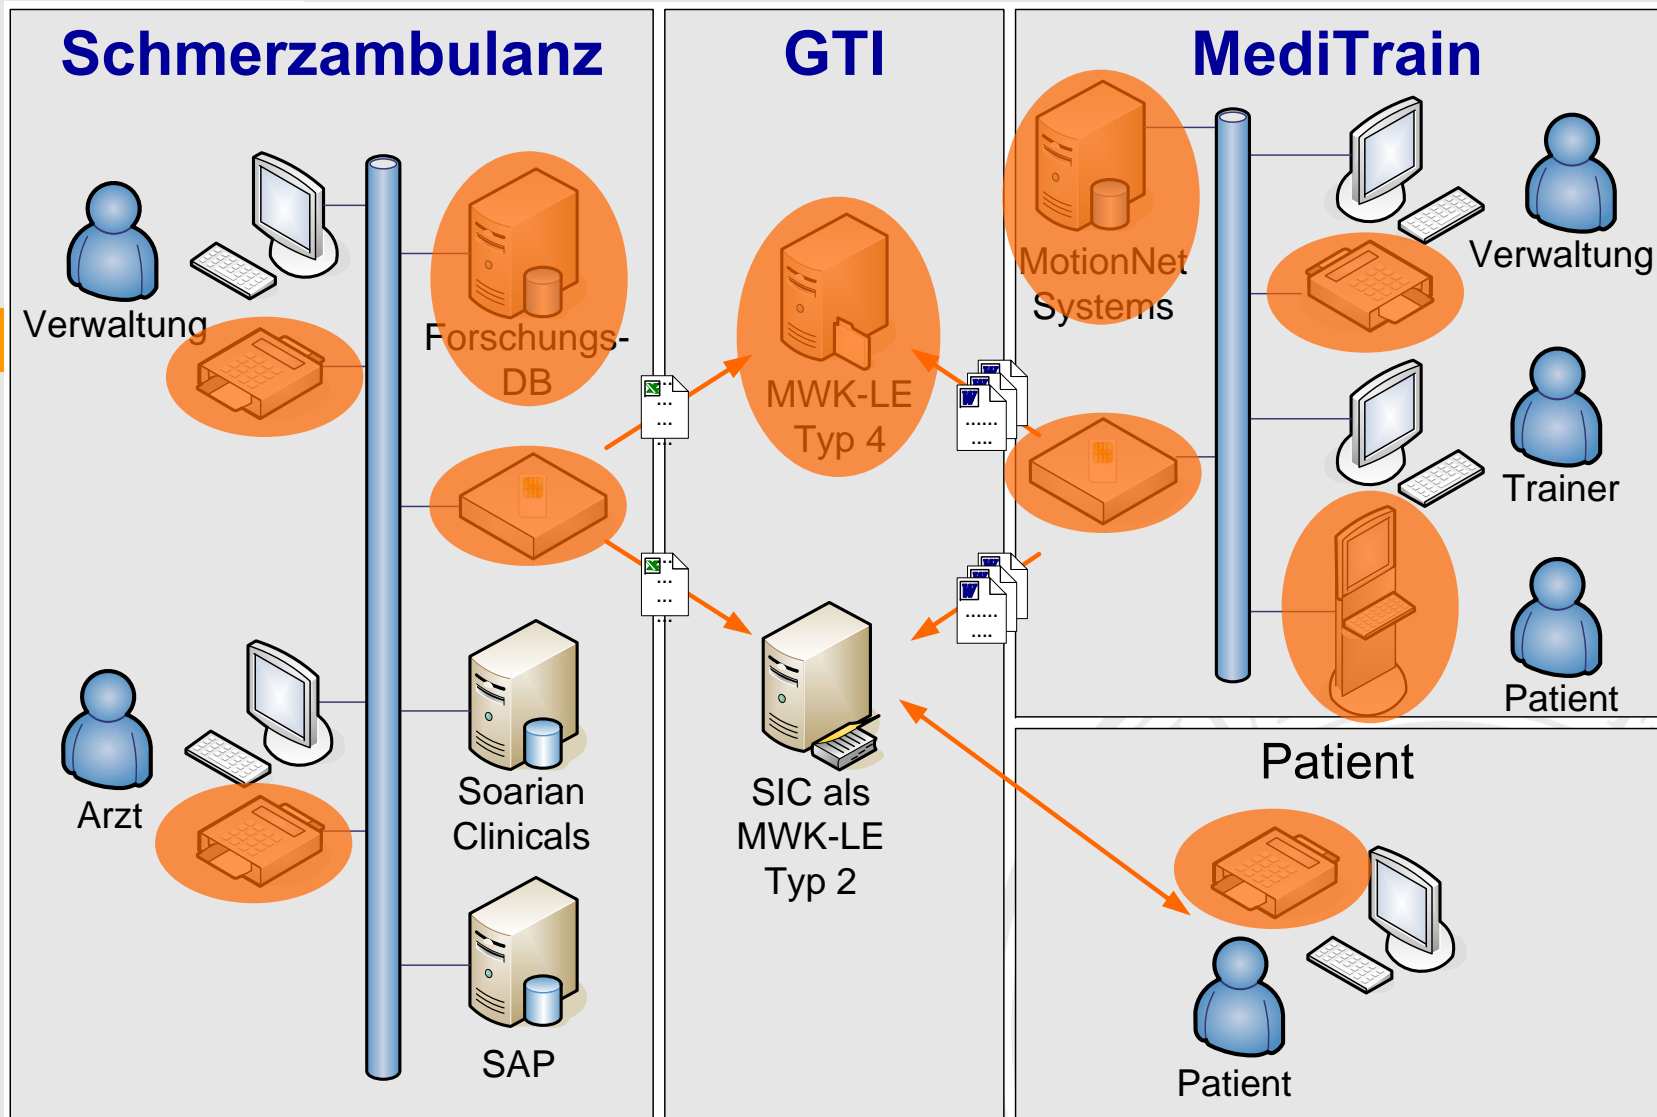 Schmerzambulanz
Verwaltung
Forschungs-
DB
Arzt
Soarian
Clinicals
SAP
GTI
MWK-LE
Typ 4
SIC als
MWK-LE
Typ 2
MediTrain
MotionNet
Systems
Verwaltung
Trainer
Patient
Patient
Patient